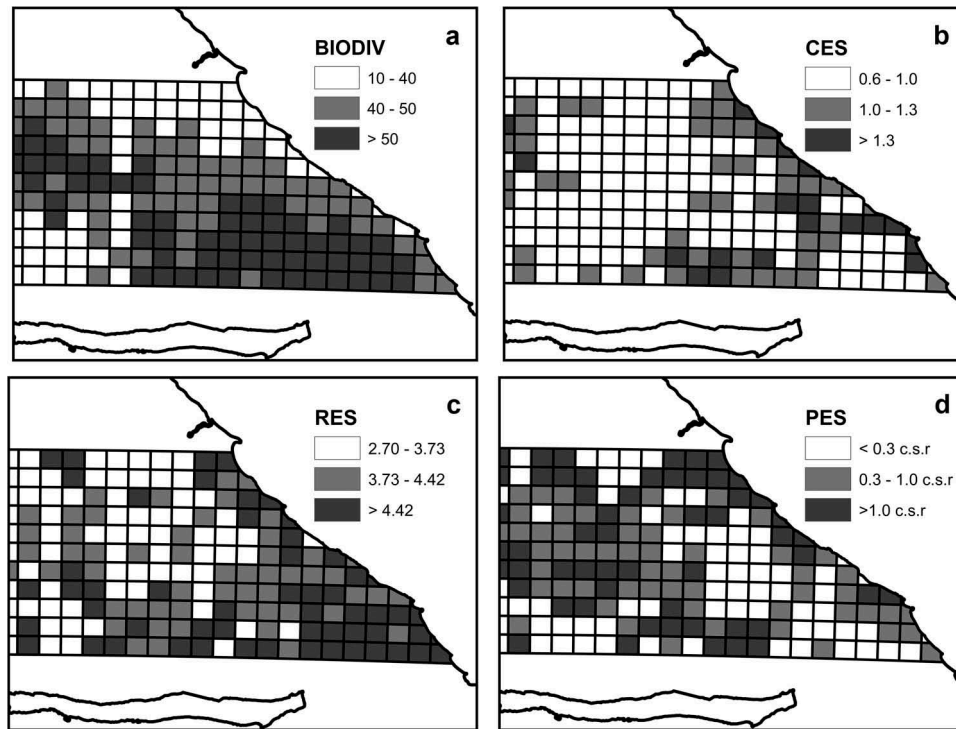 a
BIODIV
10 - 40
40 - 50
> 50
b
CES
0.6 - 1.0
1.0 - 1.3
> 1.3
c
RES
2.70 - 3.73
3.73 - 4.42
> 4.42
d
PES
< 0.3 c.s.r
0.3 - 1.0 c.s.r
>1.0 c.s.r